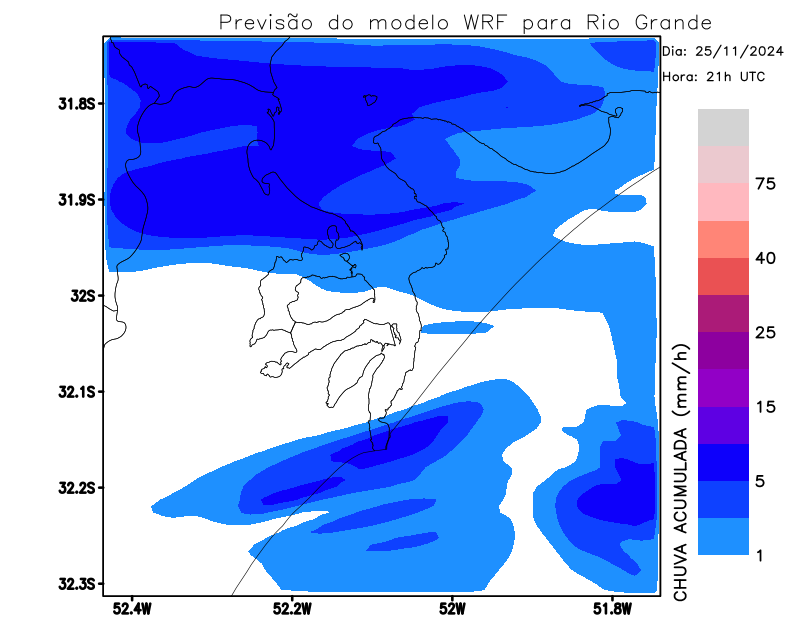 Previsão do modelo WRF para Rio Grande
Dia: 25/11/2024
Hora: 21h UTC
31.8S
31.9S
32S
32.1S
32.2S
32.3S
52.4W
52.2W
52W
51.8W
75
40
25
15
5
1
CHUVA ACUMULADA (mm/h)